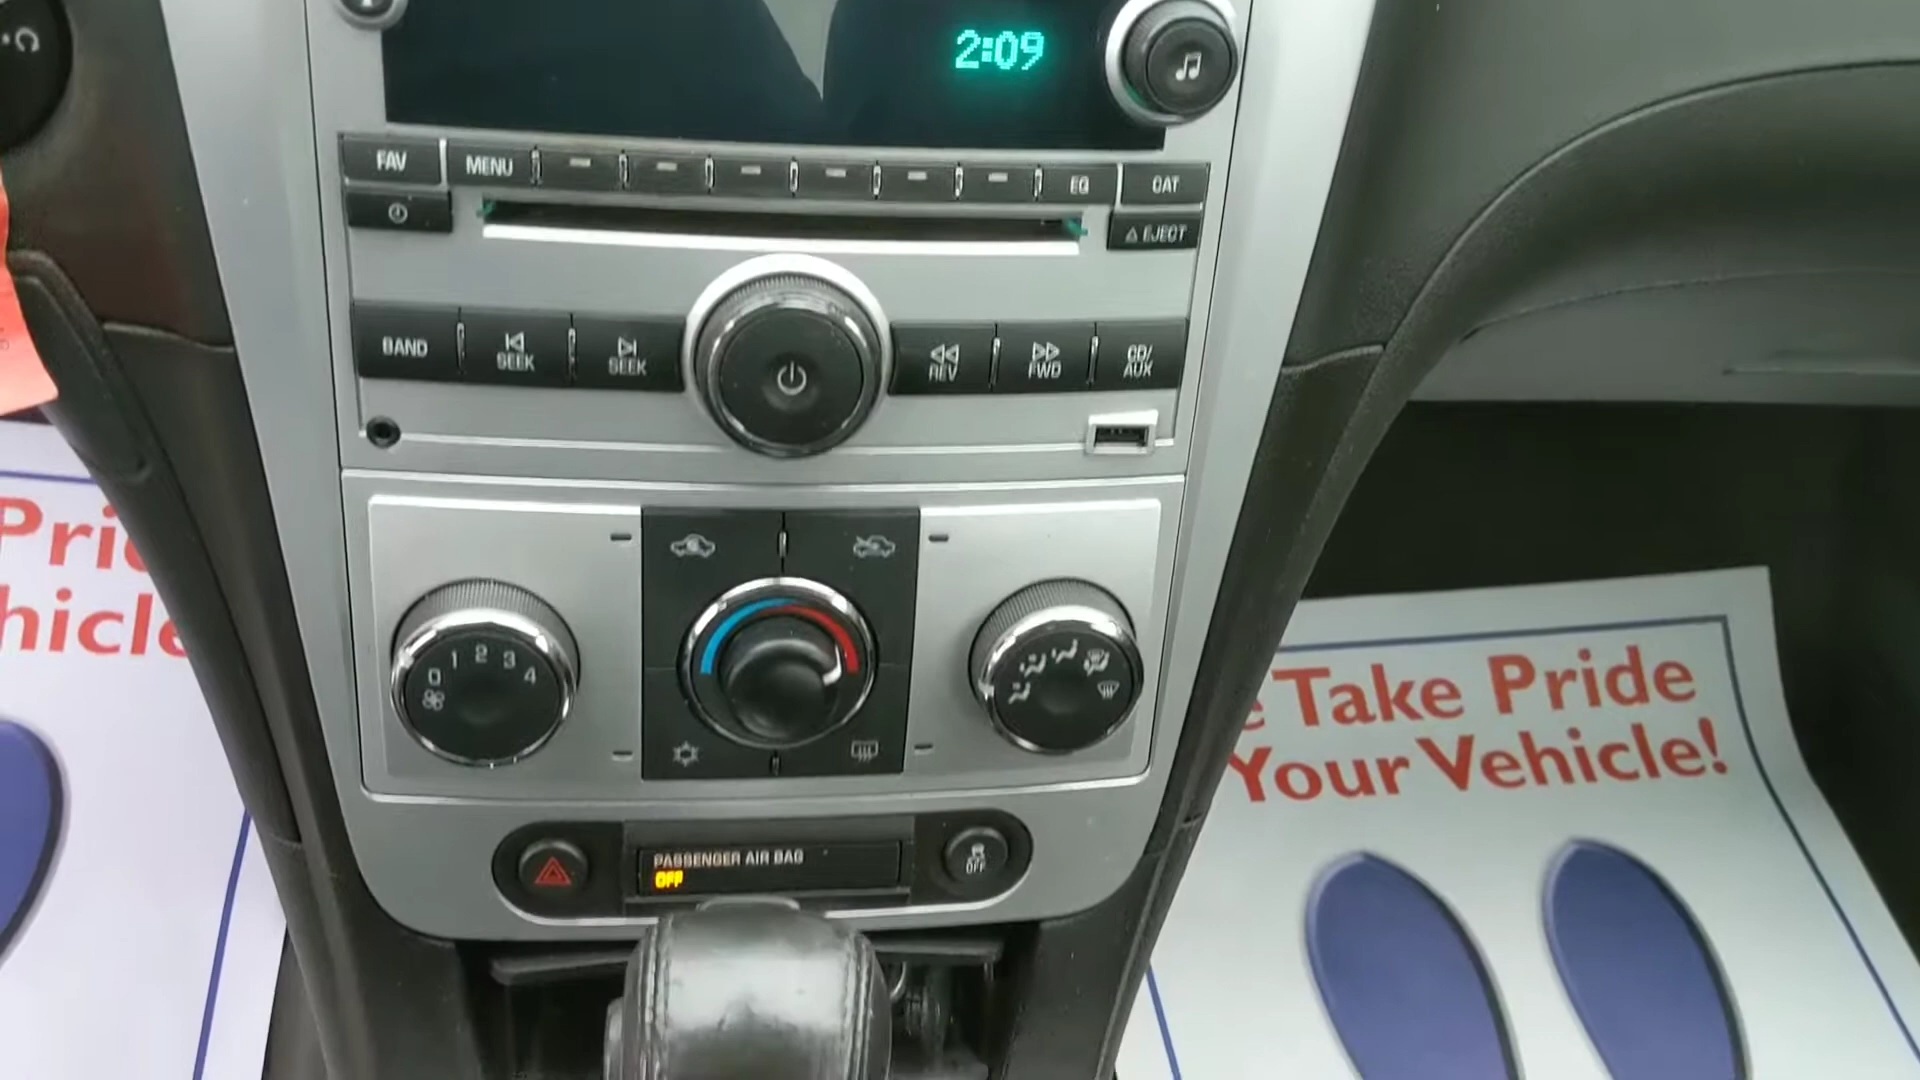 2:09
FAV
MENU
EQ
CAT
EJECT
BAND
SEEK
SEEK
REV
FWD
CD/
AUX
0 1 2 3 4
PASSENGER AIR BAG
OFF
OFF
Pri
hicle
e Take Pride
Your Vehicle!